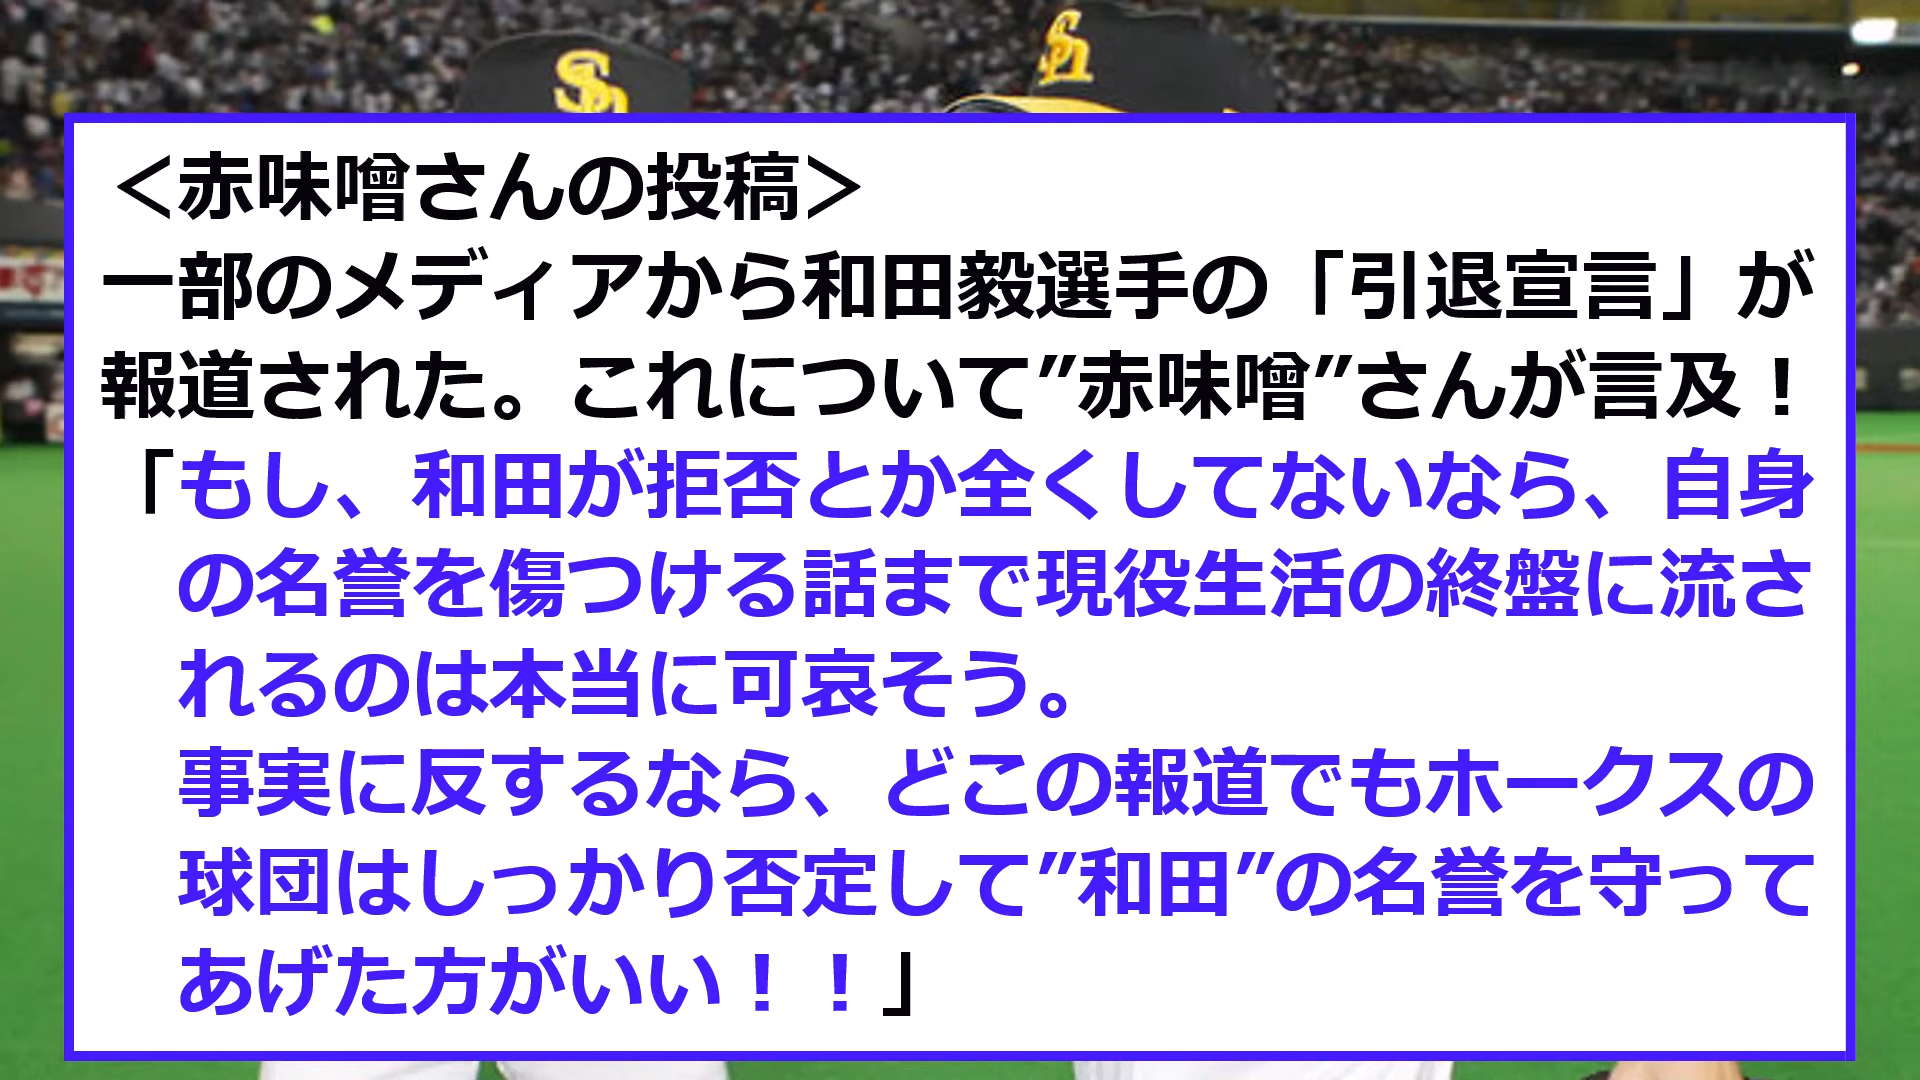 ＜赤味噌さんの投稿＞
一部のメディアから和田毅選手の「引退宣言」が
報道された。これについて”赤味噌”さんが言及！
「もし、和田が拒否とか全くしてないなら、自身
の名誉を傷つける話まで現役生活の終盤に流さ
れるのは本当に可哀そう。
事実に反するなら、どこの報道でもホークスの
球団はしっかり否定して”和田”の名誉を守って
あげた方がいい！！」